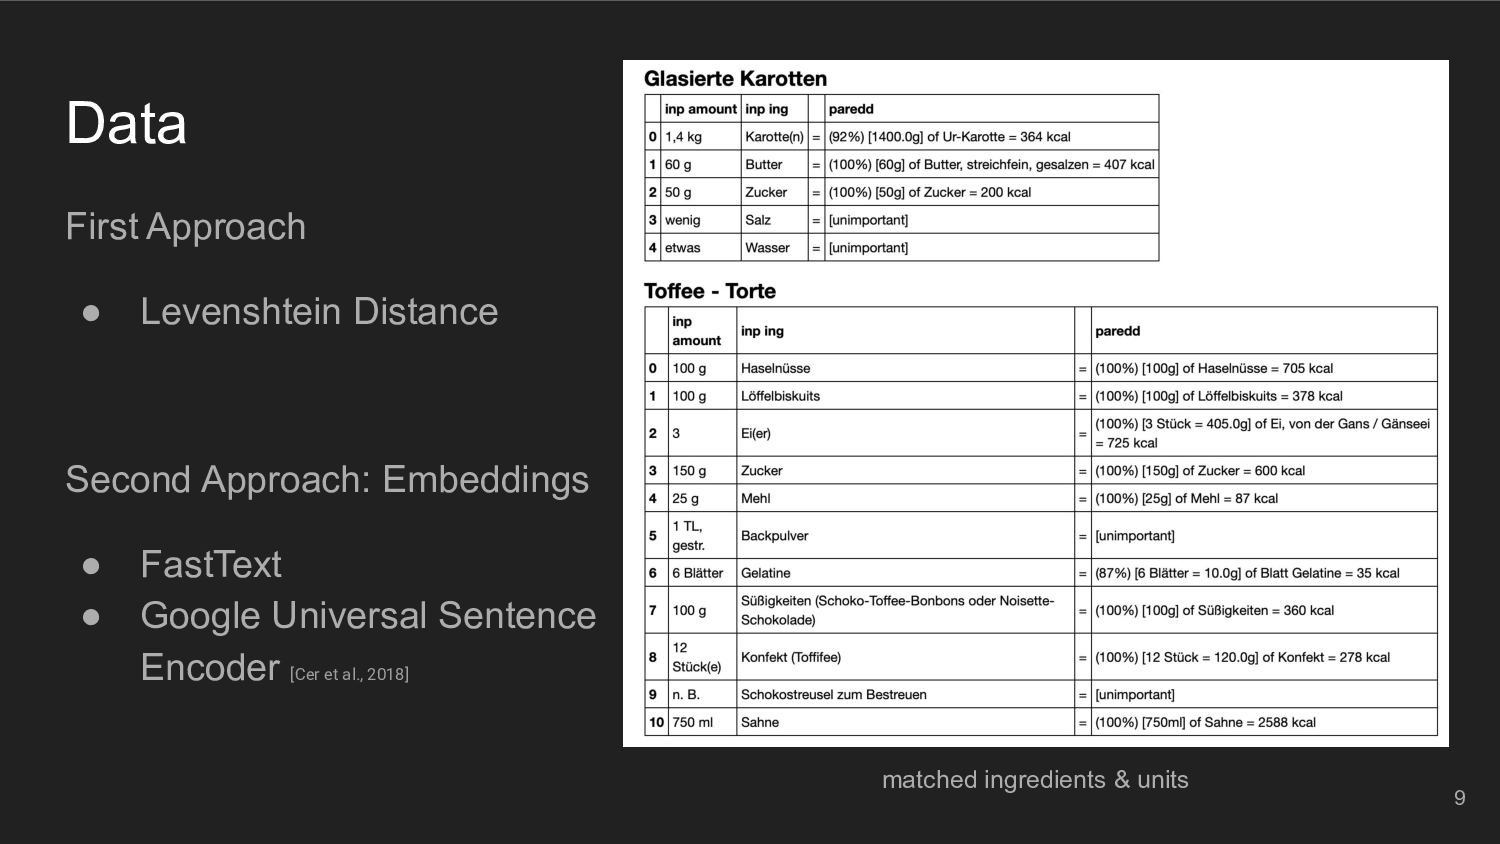 Data
First Approach
● Levenshtein Distance
Second Approach: Embeddings
● FastText
● Google Universal Sentence
Encoder [Cer et al., 2018]
Glasierte Karotten
inp amount inp ing paredd
0 1,4 kg Karotte(n) = (92%) [1400.0g] of Ur-Karotte = 364 kcal
1 60 g Butter = (100%) [60g] of Butter, streichfein, gesalzen = 407 kcal
2 50 g Zucker = (100%) [50g] of Zucker = 200 kcal
3 wenig Salz = [unimportant]
4 etwas Wasser = [unimportant]
Toffee - Torte
inp
amount inp ing paredd
0 100 g Haselnüsse = (100%) [100g] of Haselnüsse = 705 kcal
1 100 g Löffelbiskuits = (100%) [100g] of Löffelbiskuits = 378 kcal
2 3 Ei(er) = (100%) [3 Stück = 405.0g] of Ei, von der Gans / Gänseei
= 725 kcal
3 150 g Zucker = (100%) [150g] of Zucker = 600 kcal
4 25 g Mehl = (100%) [25g] of Mehl = 87 kcal
5 1 TL,
gestr. Backpulver = [unimportant]
6 6 Blätter Gelatine = (87%) [6 Blätter = 10.0g] of Blatt Gelatine = 35 kcal
7 100 g Süßigkeiten (Schoko-Toffee-Bonbons oder Noisette-
Schokolade) = (100%) [100g] of Süßigkeiten = 360 kcal
8 12
Stück(e) Konfekt (Toffifee) = (100%) [12 Stück = 120.0g] of Konfekt = 278 kcal
9 n. B. Schokostreusel zum Bestreuen = [unimportant]
10 750 ml Sahne = (100%) [750ml] of Sahne = 2588 kcal
matched ingredients & units
9